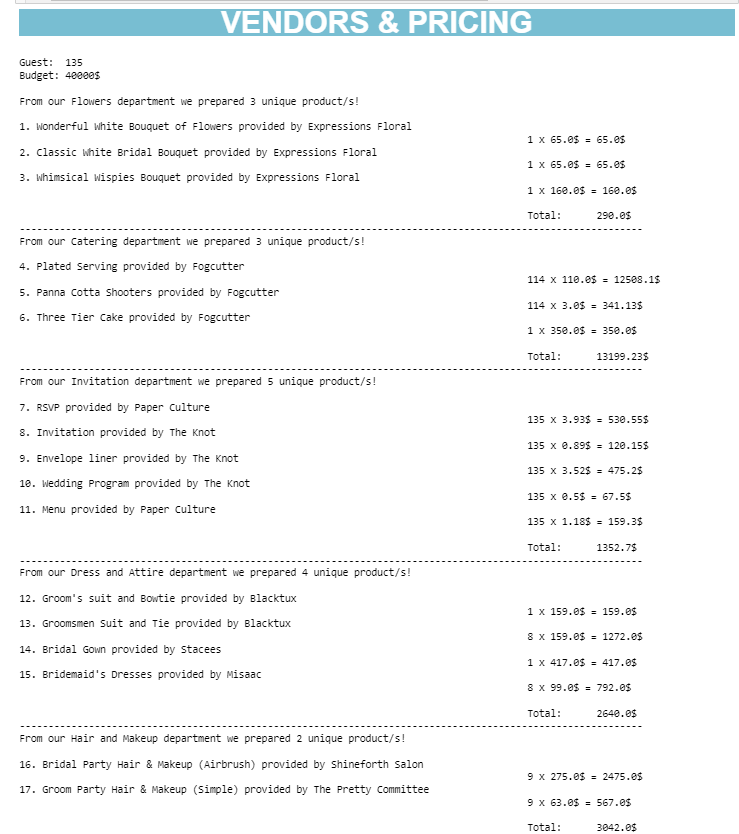 VENDORS & PRICING
Guest: 135
Budget: 40000$
From our Flowers department we prepared 3 unique product/s!
1. Wonderful White Bouquet of Flowers provided by Expressions Floral
1 x 65.0$ = 65.0$
2. Classic White Bridal Bouquet provided by Expressions Floral
1 x 65.0$ = 65.0$
3. Whimsical Wispies Bouquet provided by Expressions Floral
1 x 160.0$ = 160.0$
Total: 290.0$
--------------------------------------------------------------------------------------------------------------
From our Catering department we prepared 3 unique product/s!
4. Plated Serving provided by Fogcutter
114 x 110.0$ = 12508.1$
5. Panna Cotta Shooters provided by Fogcutter
114 x 3.0$ = 341.13$
6. Three Tier Cake provided by Fogcutter
1 x 350.0$ = 350.0$
Total: 13199.23$
--------------------------------------------------------------------------------------------------------------
From our Invitation department we prepared 5 unique product/s!
7. RSVP provided by Paper Culture
135 x 3.93$ = 530.55$
8. Invitation provided by The Knot
135 x 0.89$ = 120.15$
9. Envelope liner provided by The Knot
135 x 3.52$ = 475.2$
10. Wedding Program provided by The Knot
135 x 0.5$ = 67.5$
11. Menu provided by Paper Culture
135 x 1.18$ = 159.3$
Total: 1352.7$
--------------------------------------------------------------------------------------------------------------
From our Dress and Attire department we prepared 4 unique product/s!
12. Groom's suit and Bowtie provided by Blacktux
1 x 159.0$ = 159.0$
13. Groomsmen Suit and Tie provided by Blacktux
8 x 159.0$ = 1272.0$
14. Bridal Gown provided by Stacees
1 x 417.0$ = 417.0$
15. Bridemaid's Dresses provided by Misaac
8 x 99.0$ = 792.0$
Total: 2640.0$
--------------------------------------------------------------------------------------------------------------
From our Hair and Makeup department we prepared 2 unique product/s!
16. Bridal Party Hair & Makeup (Airbrush) provided by Shineforth Salon
9 x 275.0$ = 2475.0$
17. Groom Party Hair & Makeup (Simple) provided by The Pretty Committee
9 x 63.0$ = 567.0$
Total: 3042.0$